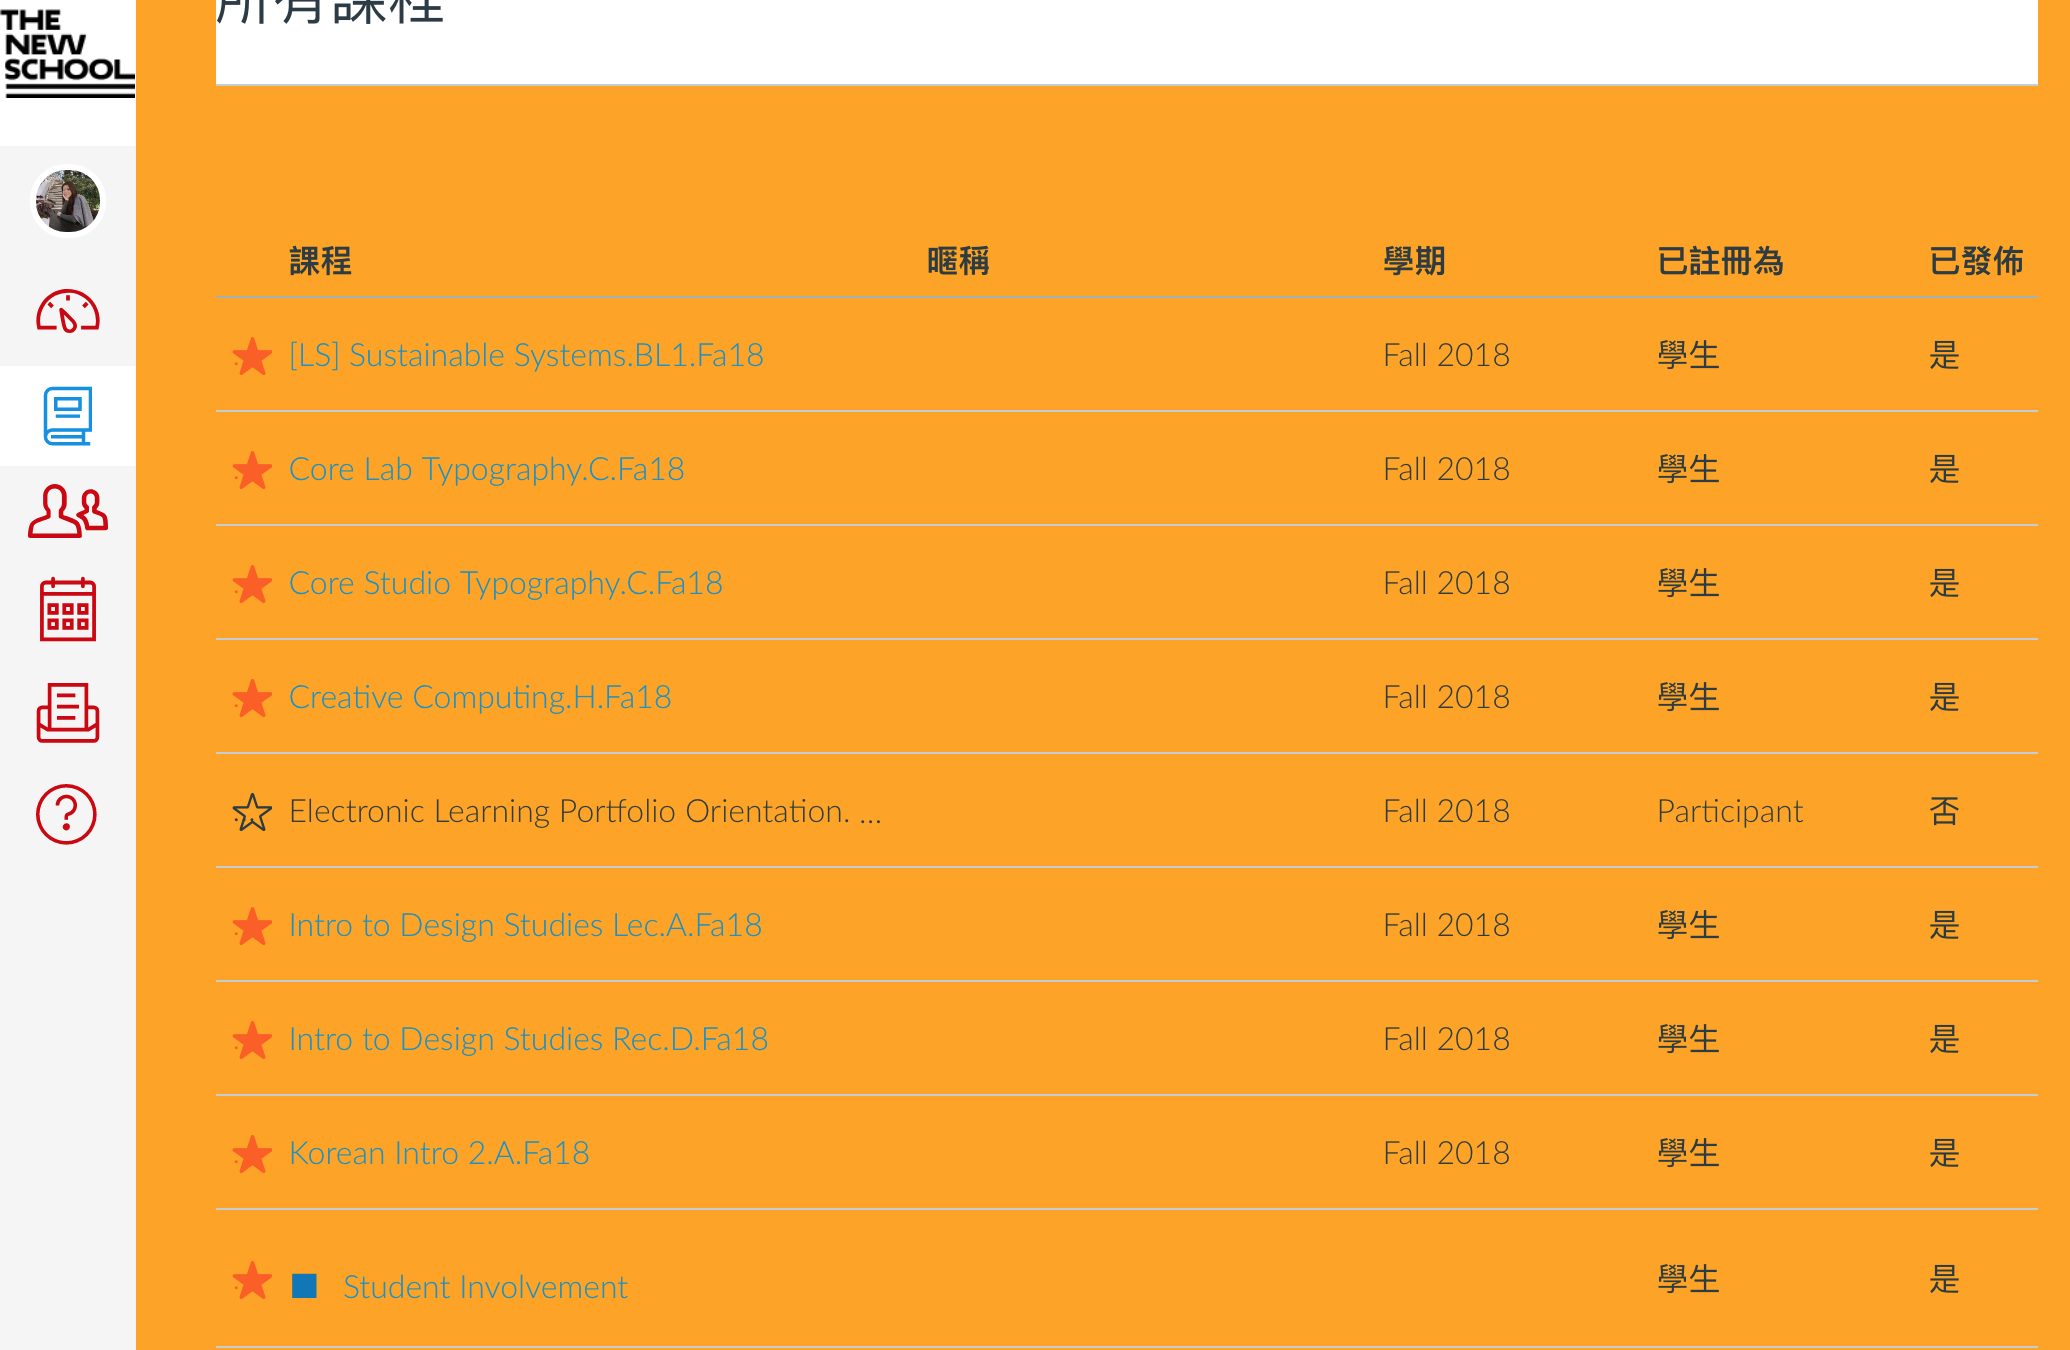 THE
NEW
SCHOOL
所有課程
課程 暱稱 學期 已註冊為 已發佈
[LS] Sustainable Systems.BL1.Fa18 Fall 2018 學生 是
Core Lab Typography.C.Fa18 Fall 2018 學生 是
Core Studio Typography.C.Fa18 Fall 2018 學生 是
Creative Computing.H.Fa18 Fall 2018 學生 是
Electronic Learning Portfolio Orientation. ... Fall 2018 Participant 否
Intro to Design Studies Lec.A.Fa18 Fall 2018 學生 是
Intro to Design Studies Rec.D.Fa18 Fall 2018 學生 是
Korean Intro 2.A.Fa18 Fall 2018 學生 是
Student Involvement 學生 是